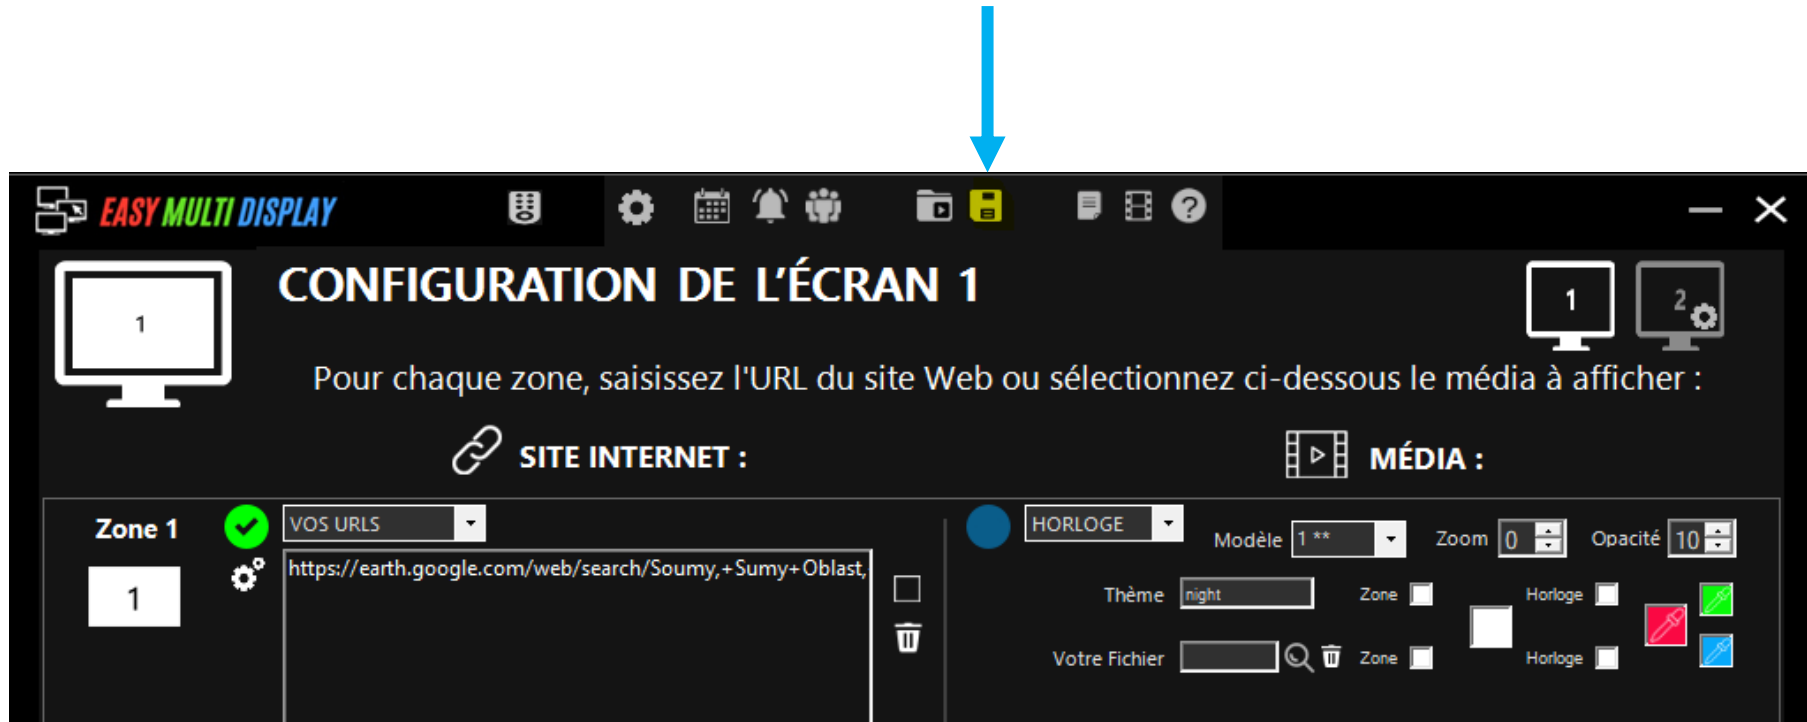 EASY MULTI DISPLAY
?
1
CONFIGURATION DE L'ÉCRAN 1
1
2
Pour chaque zone, saisissez l'URL du site Web ou sélectionnez ci-dessous le média à afficher :
SITE INTERNET :
MÉDIA :
Zone 1
VOS URLS
HORLOGE
Modèle 1 **
Zoom 0
Opacité 10
https://earth.google.com/web/search/Soumy,+Sumy+Oblast,
1
Thème night
Zone
Horloge
Votre Fichier
Zone
Horloge